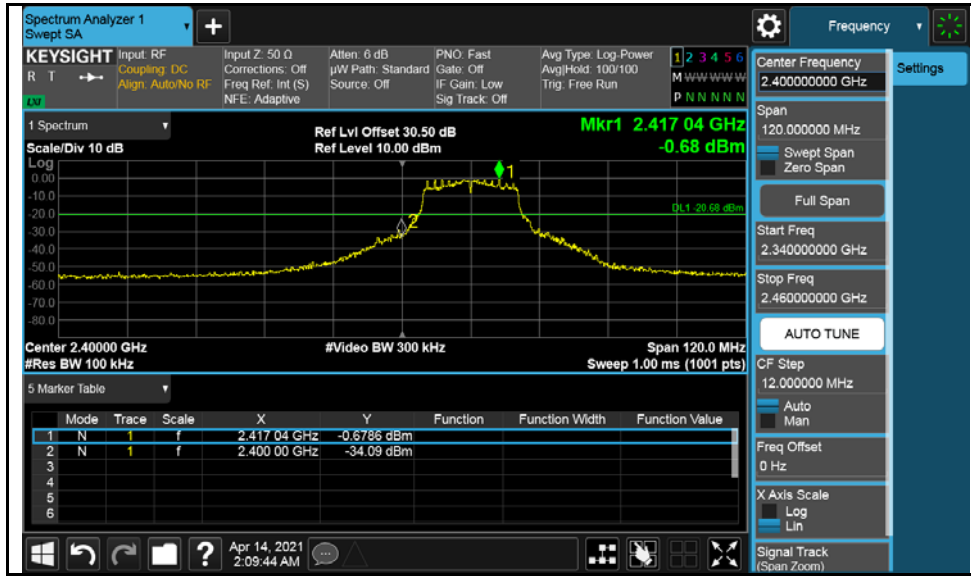 Spectrum Analyzer 1
Swept SA
+
Frequency
KEYSIGHT
R T
LXI
Input: RF
Coupling: DC
Align: Auto/No RF
Input Z: 50 Ω
Corrections: Off
Freq Ref: Int (S)
NFE: Adaptive
Atten: 6 dB
µW Path: Standard
Source: Off
PNO: Fast
Gate: Off
IF Gain: Low
Sig Track: Off
Avg Type: Log-Power
Avg|Hold: 100/100
Trig: Free Run
1 2 3 4 5 6
M W W W W W
P N N N N N
1 Spectrum
Scale/Div 10 dB
Ref Lvl Offset 30.50 dB
Ref Level 10.00 dBm
Mkr1 2.417 04 GHz
-0.68 dBm
Log
0.00
-10.0
-20.0
-30.0
-40.0
-50.0
-60.0
-70.0
-80.0
1
2
DL1 -20.68 dBm
Center 2.40000 GHz
#Res BW 100 kHz
#Video BW 300 kHz
Span 120.0 MHz
Sweep 1.00 ms (1001 pts)
5 Marker Table
Mode Trace Scale X Y Function Function Width Function Value
1 N 1 f 2.417 04 GHz -0.6786 dBm
2 N 1 f 2.400 00 GHz -34.09 dBm
3
4
5
6
?
Apr 14, 2021
2:09:44 AM
Center Frequency
2.400000000 GHz
Settings
Span
120.000000 MHz
Swept Span
Zero Span
Full Span
Start Freq
2.340000000 GHz
Stop Freq
2.460000000 GHz
AUTO TUNE
CF Step
12.000000 MHz
Auto
Man
Freq Offset
0 Hz
X Axis Scale
Log
Lin
Signal Track
(Span Zoom)